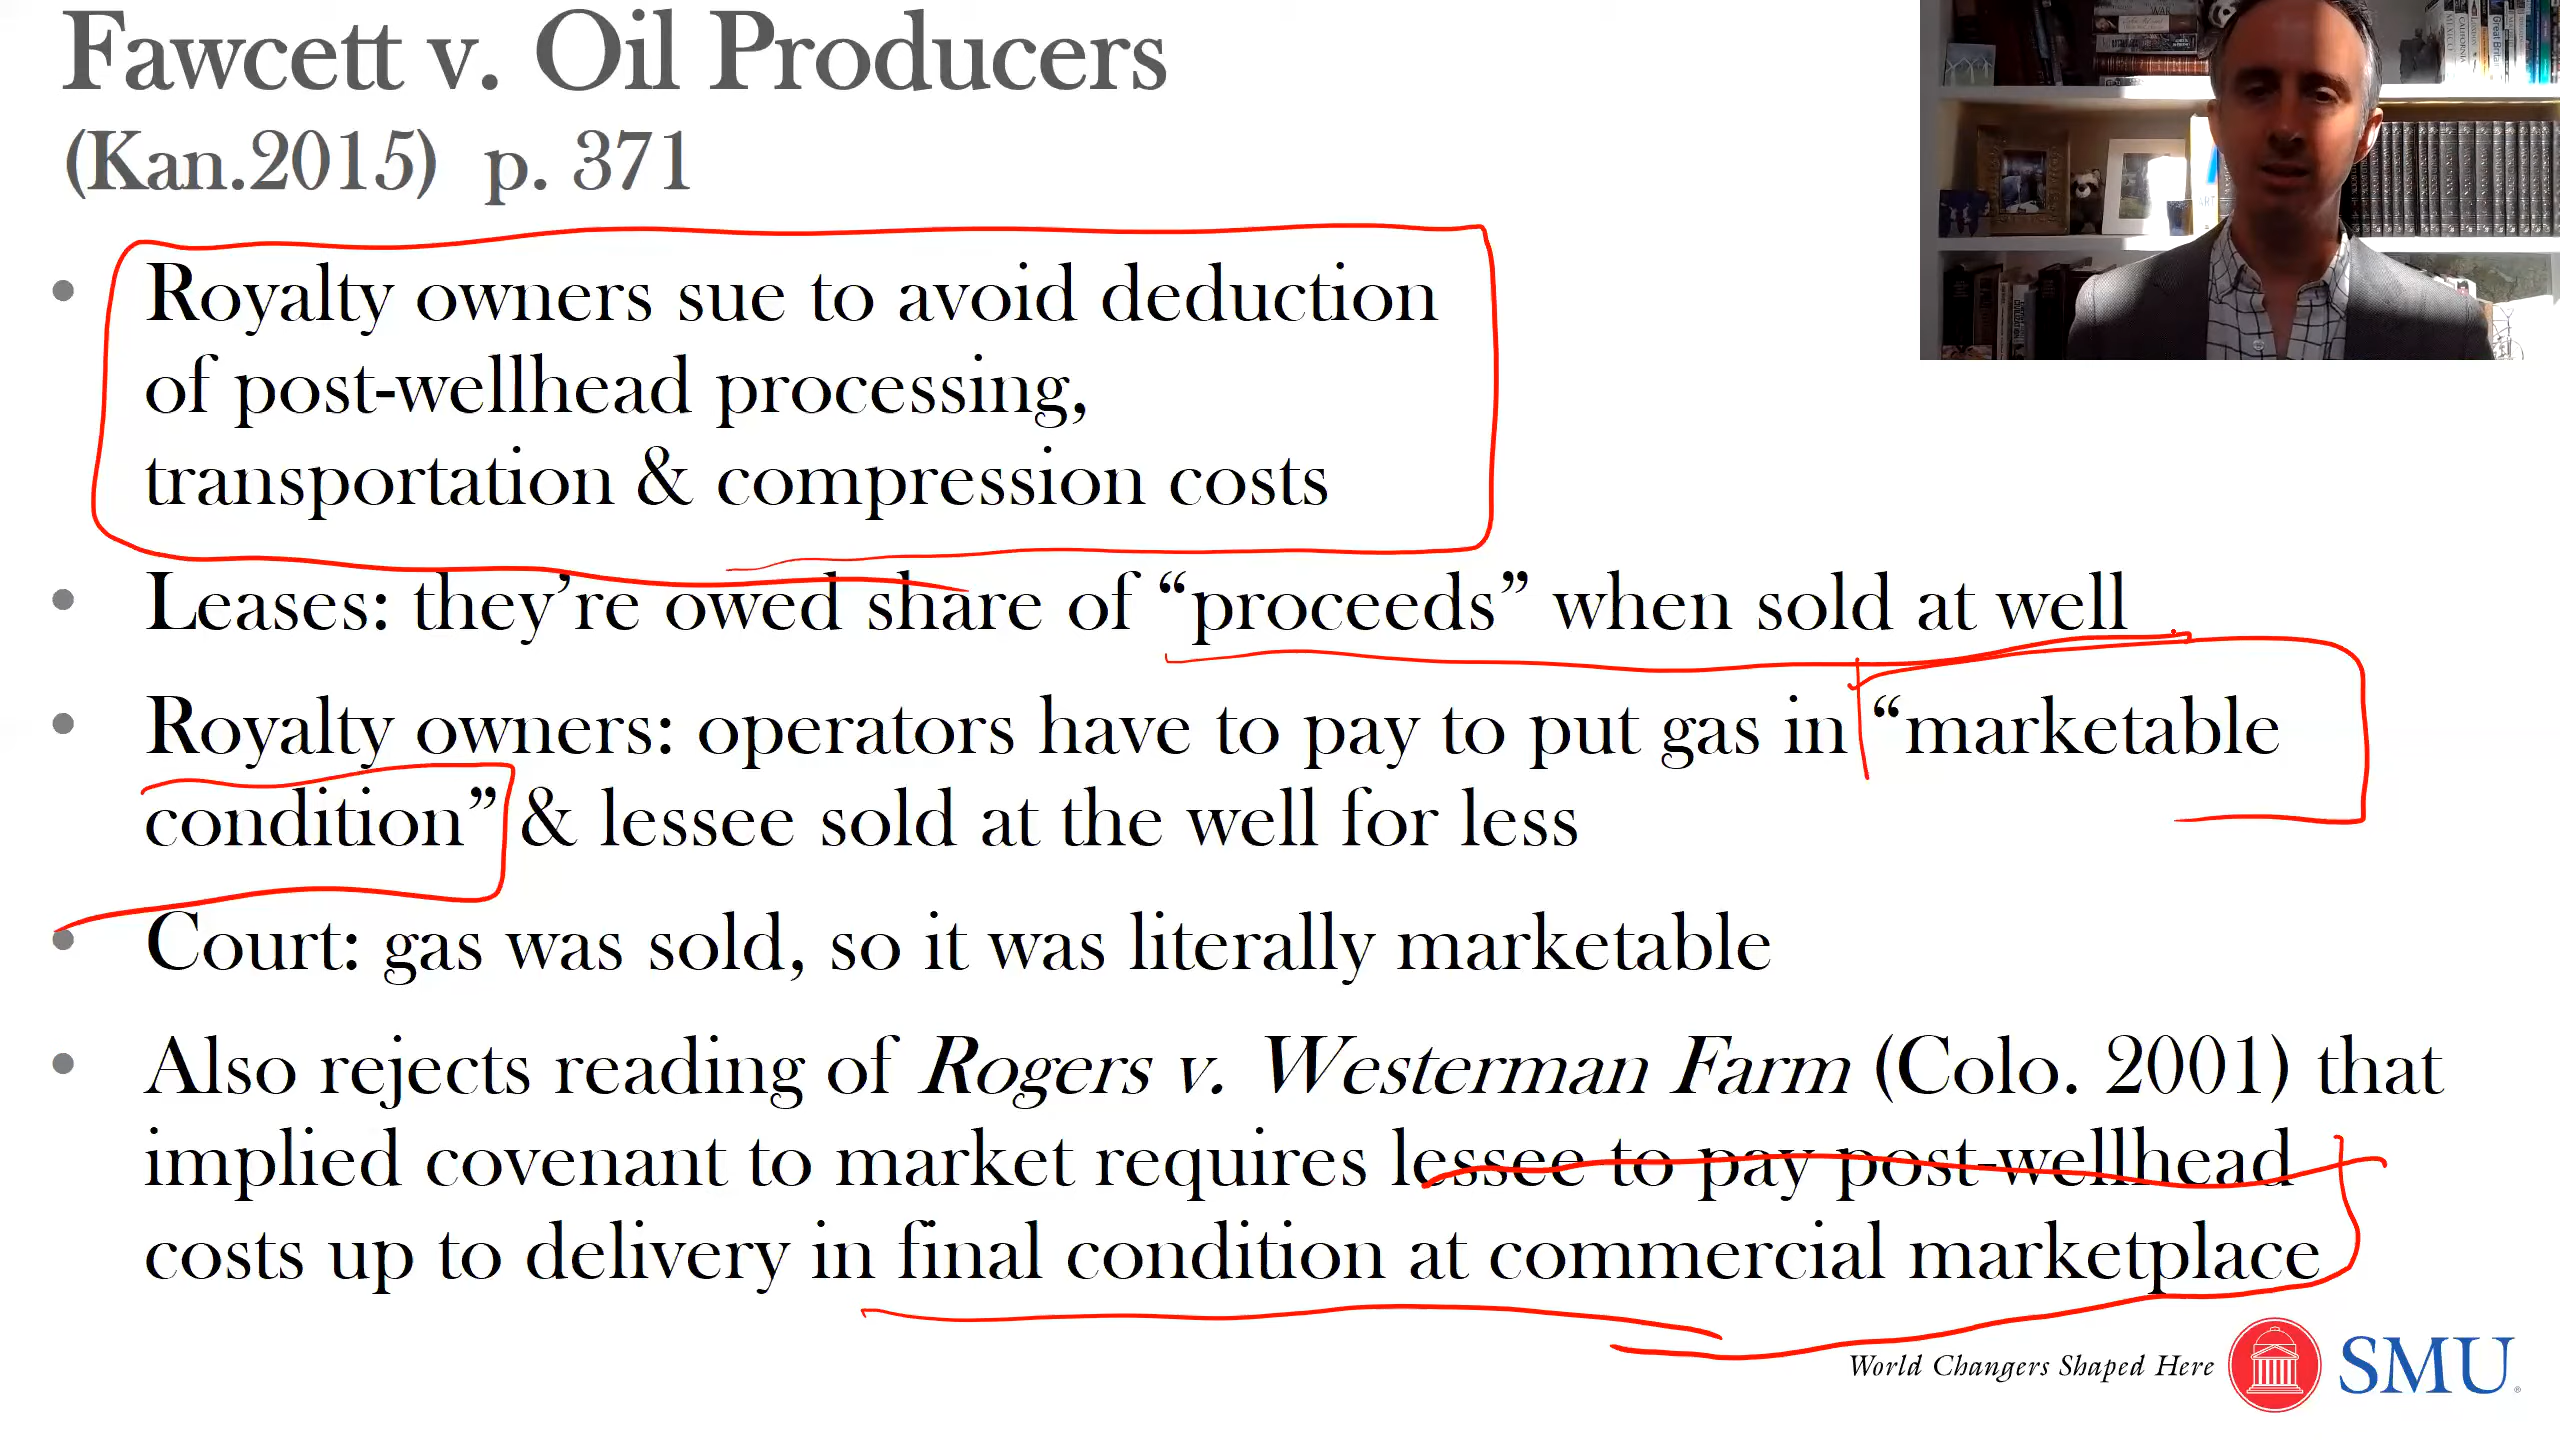 Fawcett v. Oil Producers
(Kan.2015) p. 371
• Royalty owners sue to avoid deduction
of post-wellhead processing,
transportation & compression costs
• Leases: they’re owed share of “proceeds” when sold at well
• Royalty owners: operators have to pay to put gas in “marketable
condition” & lessee sold at the well for less
• Court: gas was sold, so it was literally marketable
• Also rejects reading of Rogers v. Westerman Farm (Colo. 2001) that
implied covenant to market requires lessee to pay post-wellhead
costs up to delivery in final condition at commercial marketplace
World Changers Shaped Here
SMU